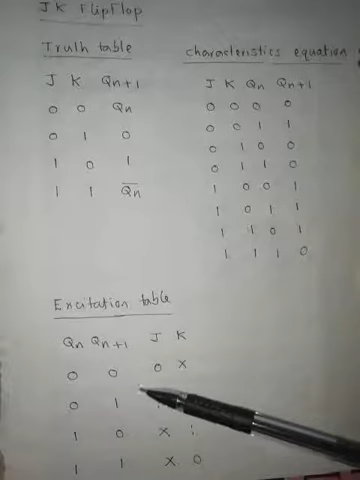 JK FlipFlop
Truth table
J K Qn+1
0 0 Qn
0 1 0
1 0 1
1 1 Q̅n
characteristics equation
J K Qn Qn+1
0 0 0 0
0 0 1 1
0 1 0 0
0 1 1 0
1 0 0 1
1 0 1 1
1 1 0 1
1 1 1 0
Excitation table
Qn Qn+1 J K
0 0 0 X
0 1
1 0 X
1 1 X 0